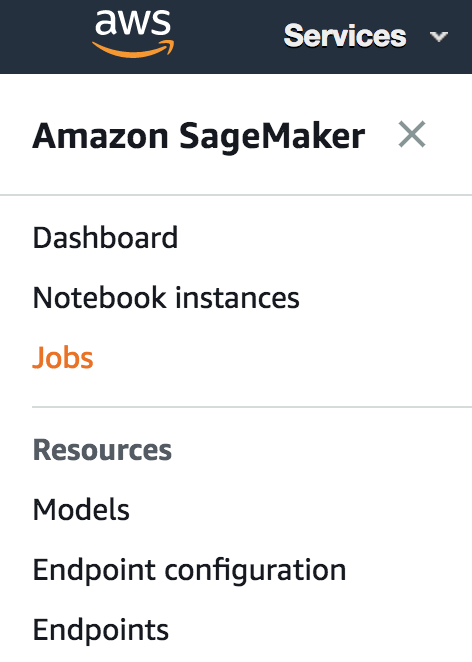 aws
Services
Amazon SageMaker
Dashboard
Notebook instances
Jobs
Resources
Models
Endpoint configuration
Endpoints